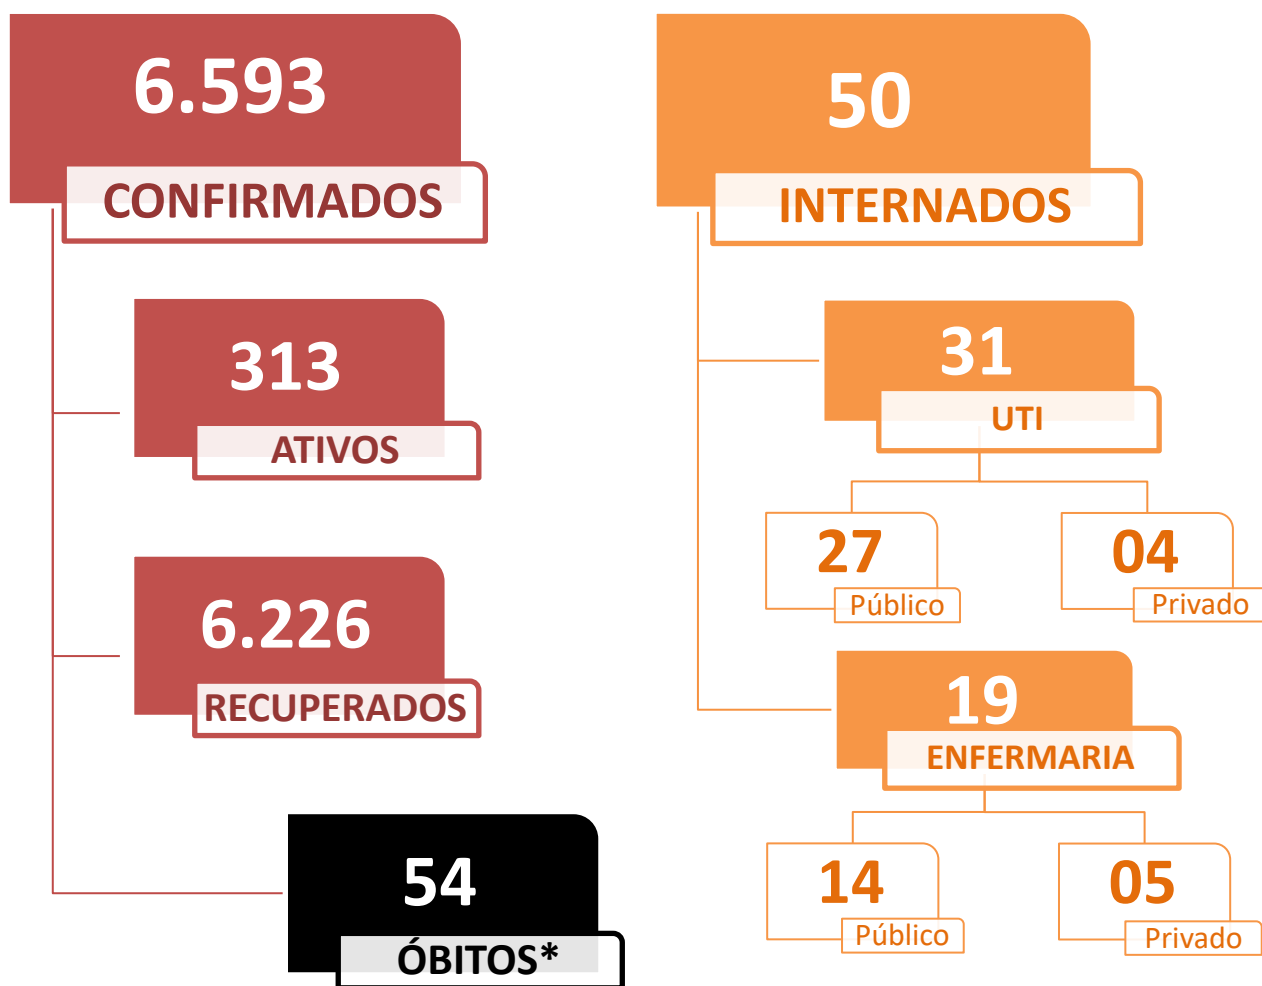 6.593
CONFIRMADOS
313
ATIVOS
6.226
RECUPERADOS
54
ÓBITOS*
50
INTERNADOS
31
UTI
27
Público
04
Privado
19
ENFERMARIA
14
Público
05
Privado